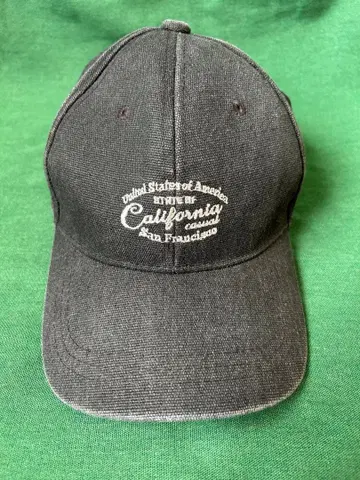 United States of America
STATE OF
California
casual
San Francisco